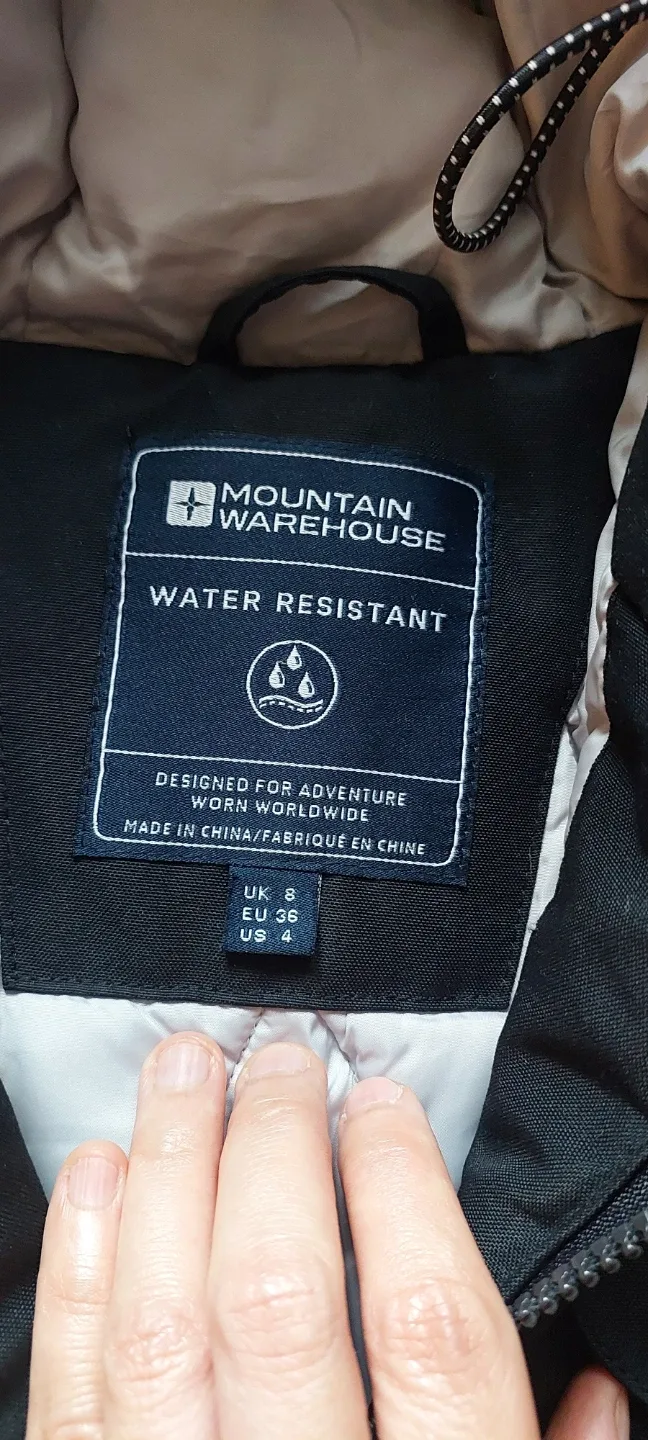 MOUNTAIN
WAREHOUSE
WATER RESISTANT
DESIGNED FOR ADVENTURE
WORN WORLDWIDE
MADE IN CHINA/FABRIQUÉ EN CHINE
UK 8
EU 36
US 4